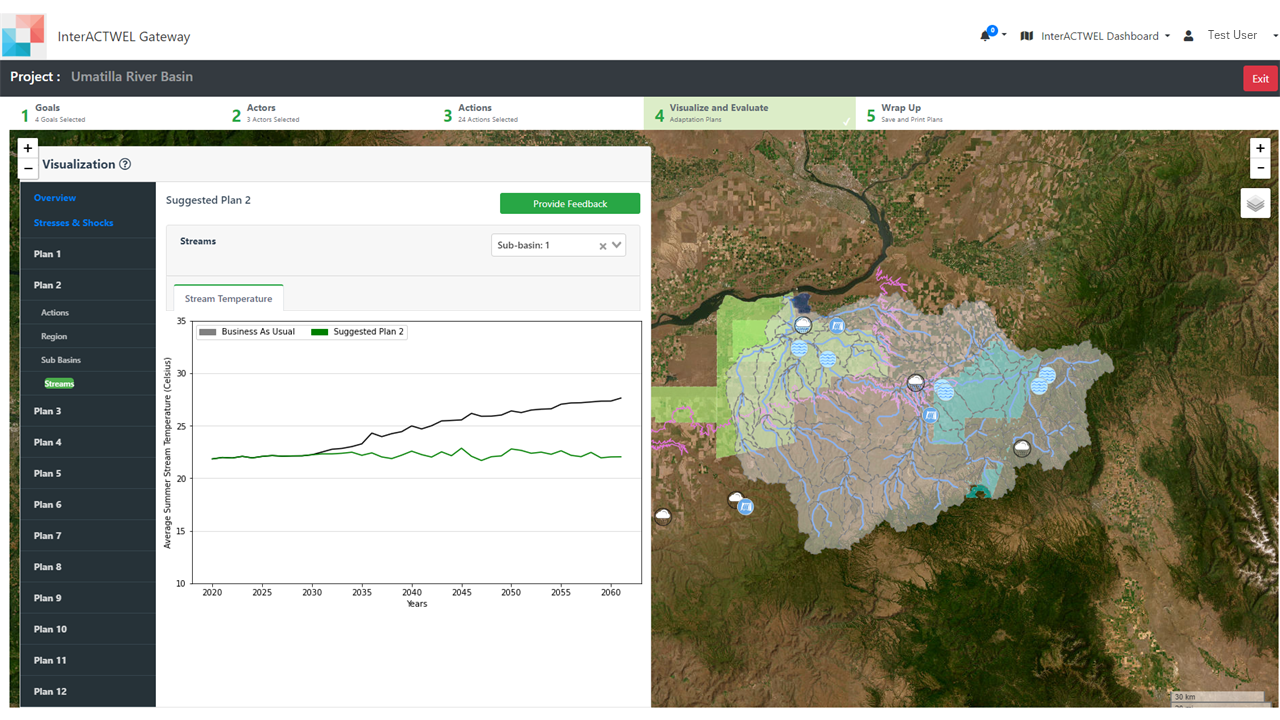 InterACTWEL Gateway
0
InterACTWEL Dashboard
Test User
Project : Umatilla River Basin
Exit
1 Goals
4 Goals Selected
2 Actors
3 Actors Selected
3 Actions
24 Actions Selected
4 Visualize and Evaluate
Adaptation Plans
5 Wrap Up
Save and Print Plans
+
−
Visualization ?
Overview
Stresses & Shocks
Plan 1
Plan 2
Actions
Region
Sub Basins
Streams
Plan 3
Plan 4
Plan 5
Plan 6
Plan 7
Plan 8
Plan 9
Plan 10
Plan 11
Plan 12
Suggested Plan 2
Provide Feedback
Streams
Sub-basin: 1
Stream Temperature
Business As Usual
Suggested Plan 2
Average Summer Stream Temperature (Celsius)
35
30
25
20
15
10
2020 2025 2030 2035 2040 2045 2050 2055 2060
Years
+
−
30 km